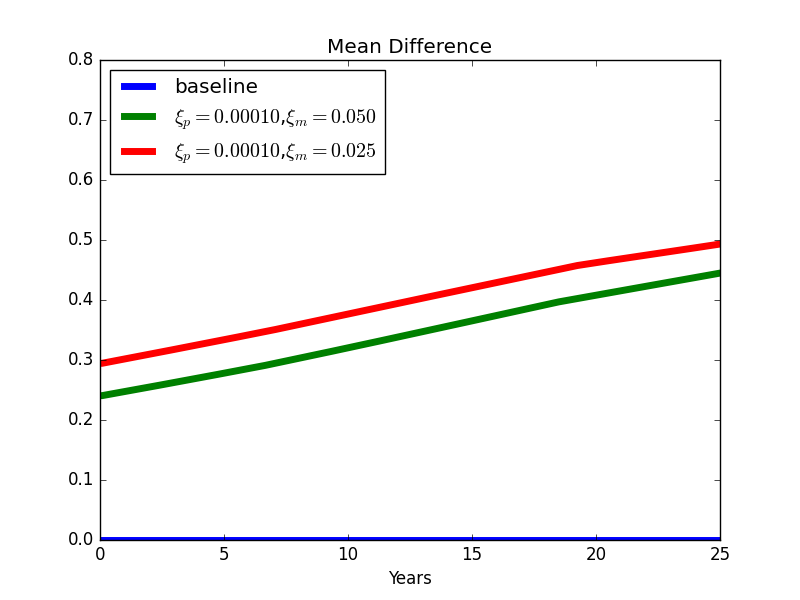 Mean Difference
0.8
0.7
0.6
0.5
0.4
0.3
0.2
0.1
0.0
baseline
ξₚ = 0.00010,ξₘ = 0.050
ξₚ = 0.00010,ξₘ = 0.025
0 5 10 15 20 25
Years